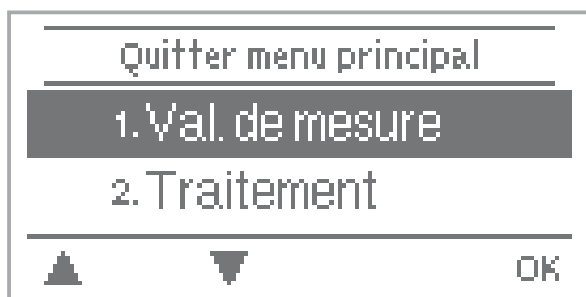 Quitter menu principal
1. Val. de mesure
2. Traitement
OK